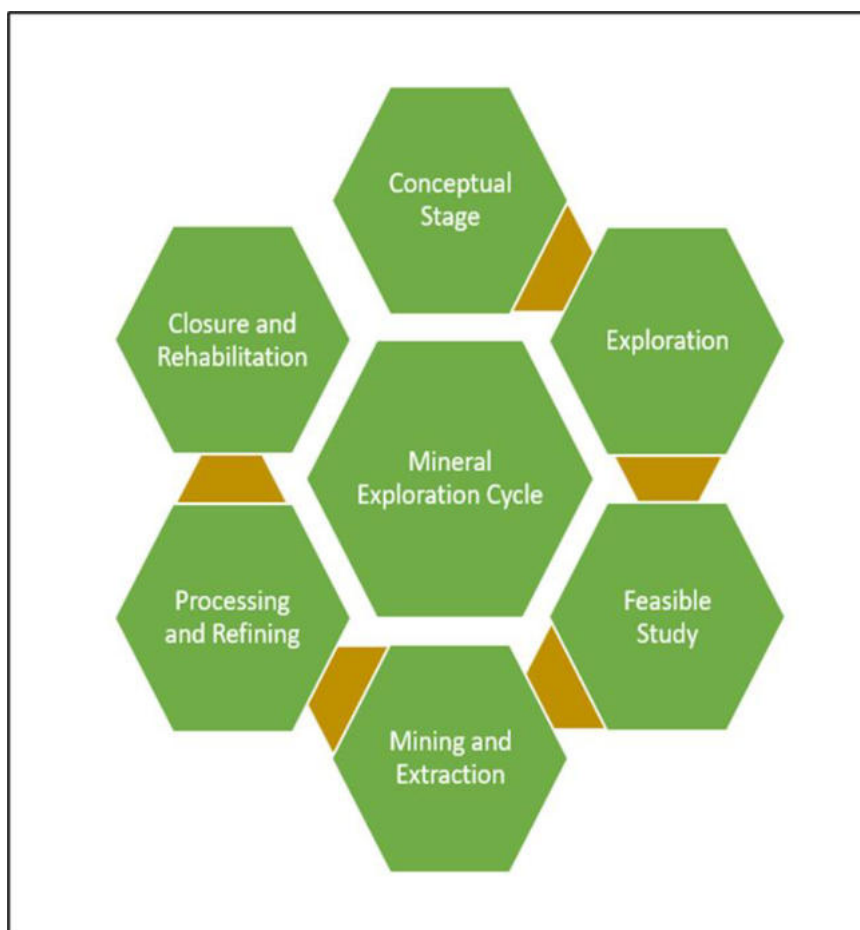 Conceptual
Stage
Exploration
Feasible
Study
Mining and
Extraction
Processing
and Refining
Closure and
Rehabilitation
Mineral
Exploration Cycle